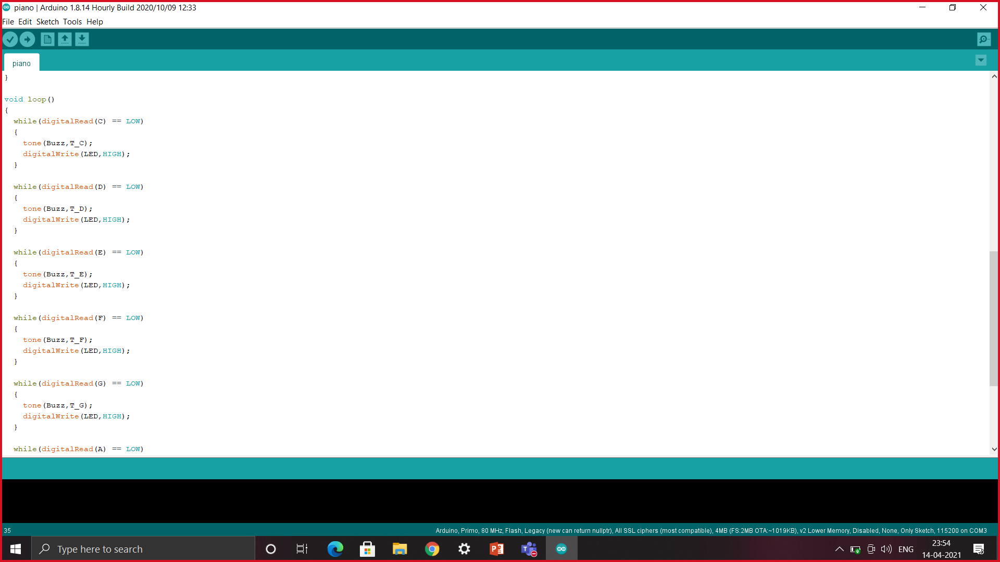 piano | Arduino 1.8.14 Hourly Build 2020/10/09 12:33
File Edit Sketch Tools Help
piano
}
void loop()
{
while(digitalRead(C) == LOW)
{
tone(Buzz,T_C);
digitalWrite(LED,HIGH);
}
while(digitalRead(D) == LOW)
{
tone(Buzz,T_D);
digitalWrite(LED,HIGH);
}
while(digitalRead(E) == LOW)
{
tone(Buzz,T_E);
digitalWrite(LED,HIGH);
}
while(digitalRead(F) == LOW)
{
tone(Buzz,T_F);
digitalWrite(LED,HIGH);
}
while(digitalRead(G) == LOW)
{
tone(Buzz,T_G);
digitalWrite(LED,HIGH);
}
while(digitalRead(A) == LOW)
35 Arduino, Primo, 80 MHz, Flash, Legacy (new can return nullptr), All SSL ciphers (most compatible), 4MB (FS:2MB OTA:~1019KB), v2 Lower Memory, Disabled, None, Only Sketch, 115200 on COM3
Type here to search
ENG
23:54
14-04-2021